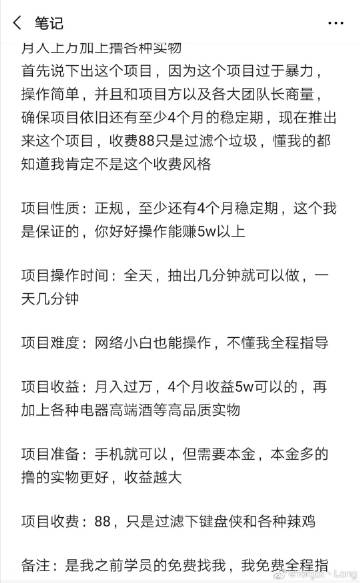 笔记
月入上万加上撸各种实物
首先说下出这个项目，因为这个项目过于暴力，
操作简单，并且和项目方以及各大团队长商量，
确保项目依旧还有至少4个月的稳定期，现在推出
来这个项目，收费88只是过滤个垃圾，懂我的都
知道我肯定不是这个收费风格
项目性质：正规，至少还有4个月稳定期，这个我
是保证的，你好好操作能赚5w以上
项目操作时间：全天，抽出几分钟就可以做，一
天几分钟
项目难度：网络小白也能操作，不懂我全程指导
项目收益：月入过万，4个月收益5w可以的，再
加上各种电器高端酒等高品质实物
项目准备：手机就可以，但需要本金，本金多的
撸的实物更好，收益越大
项目收费：88，只是过滤下键盘侠和各种辣鸡
备注：是我之前学员的免费找我，我免费全程指